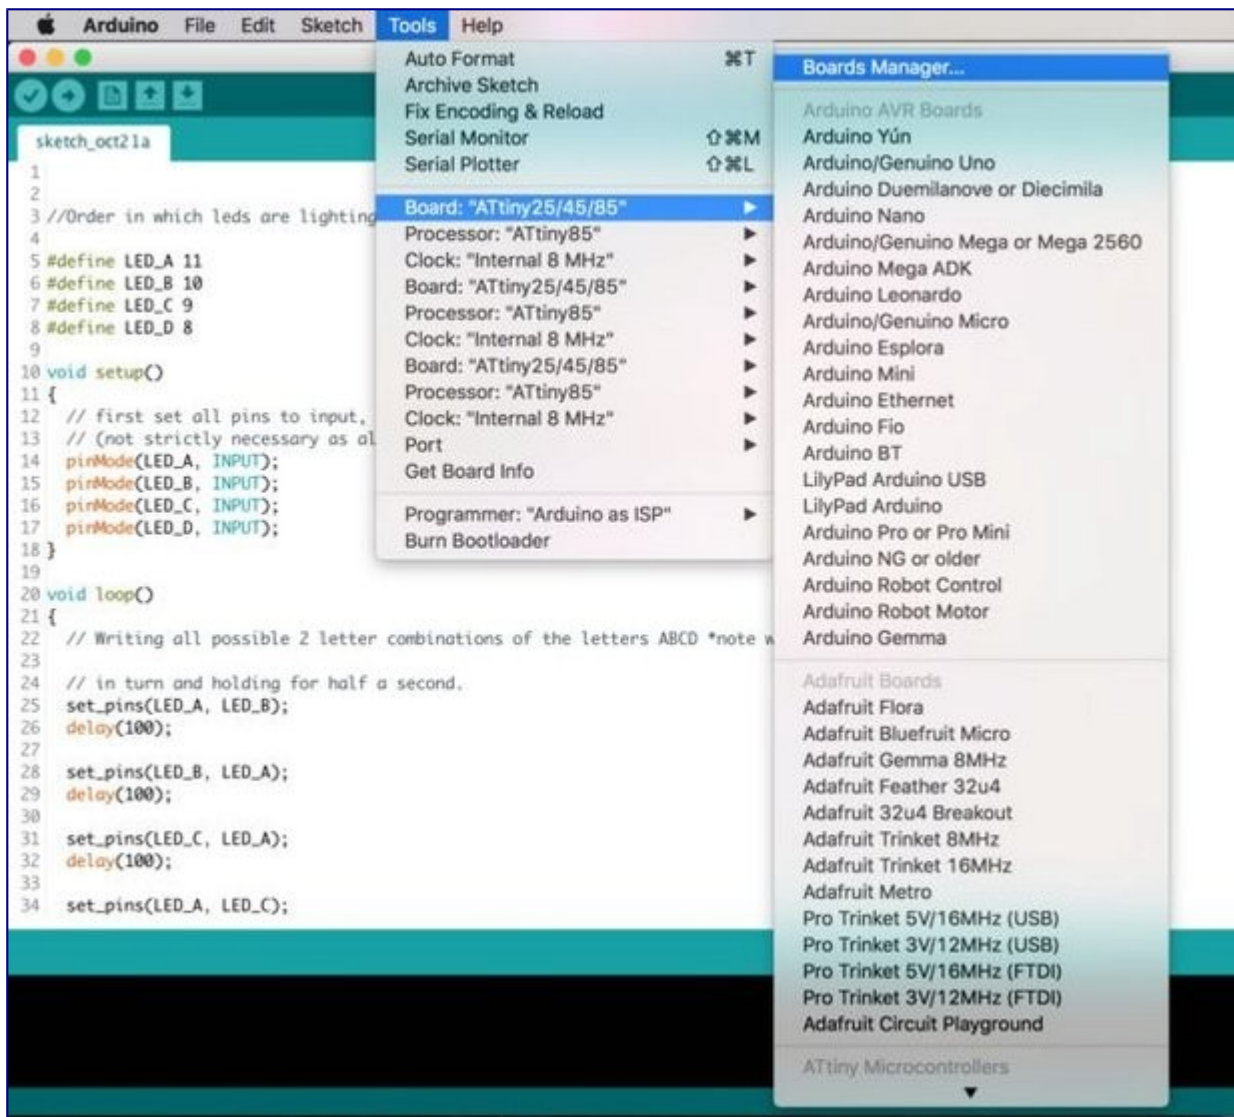 Arduino File Edit Sketch Tools Help
sketch_oct21a
1
2
3 //Order in which leds are lighting
4
5 #define LED_A 11
6 #define LED_B 10
7 #define LED_C 9
8 #define LED_D 8
9
10 void setup()
11 {
12 // first set all pins to input,
13 // (not strictly necessary as al
14 pinMode(LED_A, INPUT);
15 pinMode(LED_B, INPUT);
16 pinMode(LED_C, INPUT);
17 pinMode(LED_D, INPUT);
18 }
19
20 void loop()
21 {
22 // Writing all possible 2 letter combinations of the letters ABCD *note w
23
24 // in turn and holding for half a second.
25 set_pins(LED_A, LED_B);
26 delay(100);
27
28 set_pins(LED_B, LED_A);
29 delay(100);
30
31 set_pins(LED_C, LED_A);
32 delay(100);
33
34 set_pins(LED_A, LED_C);
Auto Format ⌘T
Archive Sketch
Fix Encoding & Reload
Serial Monitor ⇧⌘M
Serial Plotter ⇧⌘L
Board: "ATtiny25/45/85"
Processor: "ATtiny85"
Clock: "Internal 8 MHz"
Board: "ATtiny25/45/85"
Processor: "ATtiny85"
Clock: "Internal 8 MHz"
Board: "ATtiny25/45/85"
Processor: "ATtiny85"
Clock: "Internal 8 MHz"
Port
Get Board Info
Programmer: "Arduino as ISP"
Burn Bootloader
Boards Manager...
Arduino AVR Boards
Arduino Yún
Arduino/Genuino Uno
Arduino Duemilanove or Diecimila
Arduino Nano
Arduino/Genuino Mega or Mega 2560
Arduino Mega ADK
Arduino Leonardo
Arduino/Genuino Micro
Arduino Esplora
Arduino Mini
Arduino Ethernet
Arduino Fio
Arduino BT
LilyPad Arduino USB
LilyPad Arduino
Arduino Pro or Pro Mini
Arduino NG or older
Arduino Robot Control
Arduino Robot Motor
Arduino Gemma
Adafruit Boards
Adafruit Flora
Adafruit Bluefruit Micro
Adafruit Gemma 8MHz
Adafruit Feather 32u4
Adafruit 32u4 Breakout
Adafruit Trinket 8MHz
Adafruit Trinket 16MHz
Adafruit Metro
Pro Trinket 5V/16MHz (USB)
Pro Trinket 3V/12MHz (USB)
Pro Trinket 5V/16MHz (FTDI)
Pro Trinket 3V/12MHz (FTDI)
Adafruit Circuit Playground
ATtiny Microcontrollers